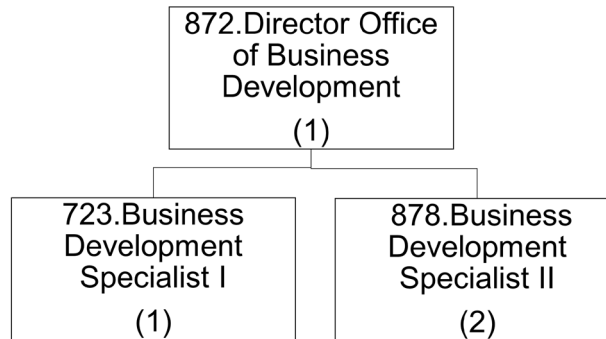 872.Director Office
of Business
Development
(1)
723.Business
Development
Specialist I
(1)
878.Business
Development
Specialist II
(2)